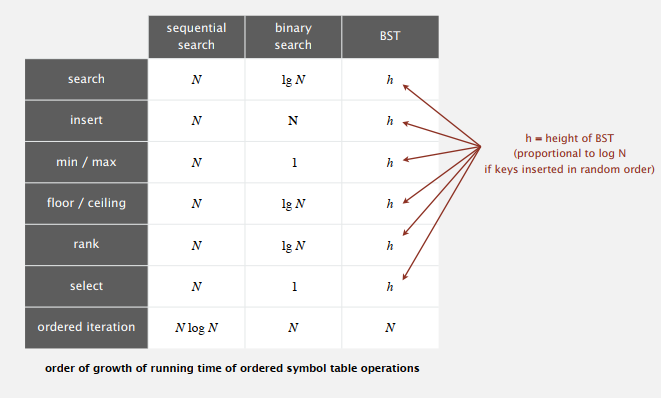 sequential search binary search BST
search N lg N h
insert N N h
min / max N 1 h
floor / ceiling N lg N h
rank N lg N h
select N 1 h
ordered iteration N log N N N
h = height of BST
(proportional to log N
if keys inserted in random order)
order of growth of running time of ordered symbol table operations